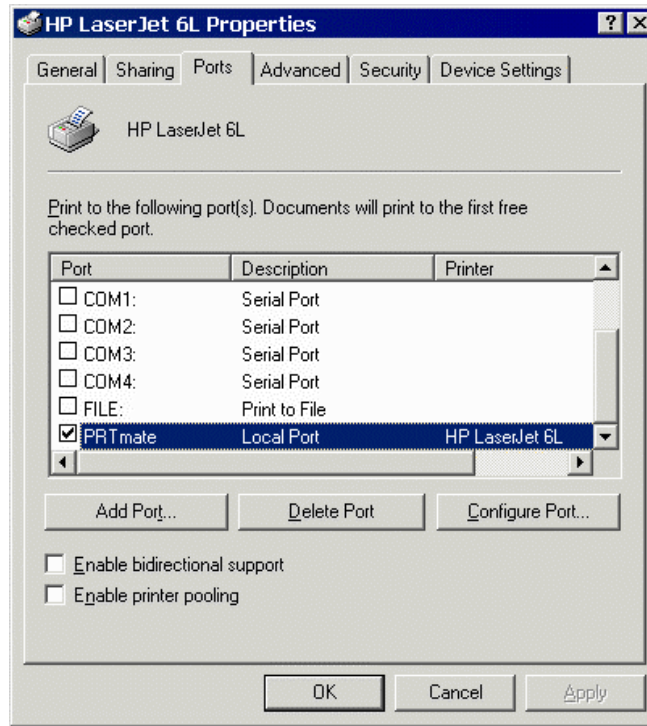 HP LaserJet 6L Properties
General Sharing Ports Advanced Security Device Settings
HP LaserJet 6L
Print to the following port(s). Documents will print to the first free
checked port.
Port Description Printer
COM1: Serial Port
COM2: Serial Port
COM3: Serial Port
COM4: Serial Port
FILE: Print to File
PRTmate Local Port HP LaserJet 6L
Add Port... Delete Port Configure Port...
Enable bidirectional support
Enable printer pooling
OK Cancel Apply